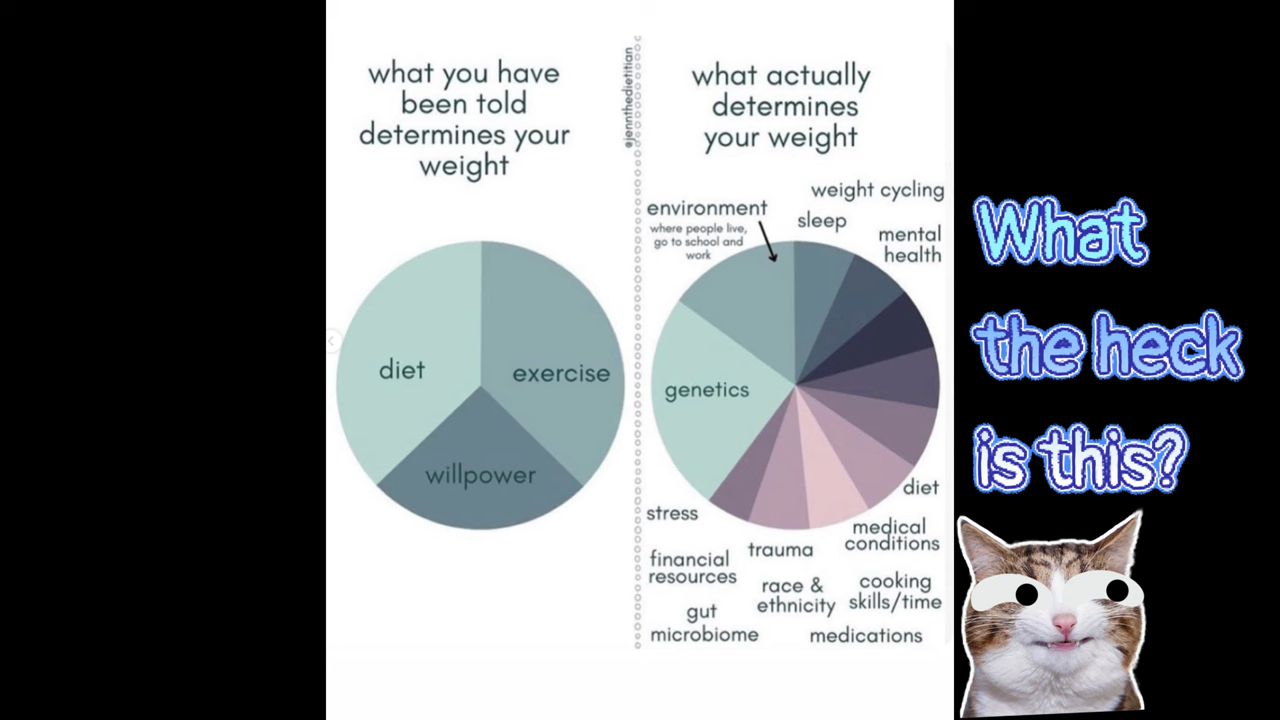 what you have
been told
determines your
weight
diet
exercise
willpower
@jennthedietitian
what actually
determines
your weight
weight cycling
environment
where people live,
go to school and
work
sleep
mental
health
genetics
diet
stress
medical
conditions
trauma
financial
resources
race &
ethnicity
cooking
skills/time
gut
microbiome
medications
What
the heck
is this?